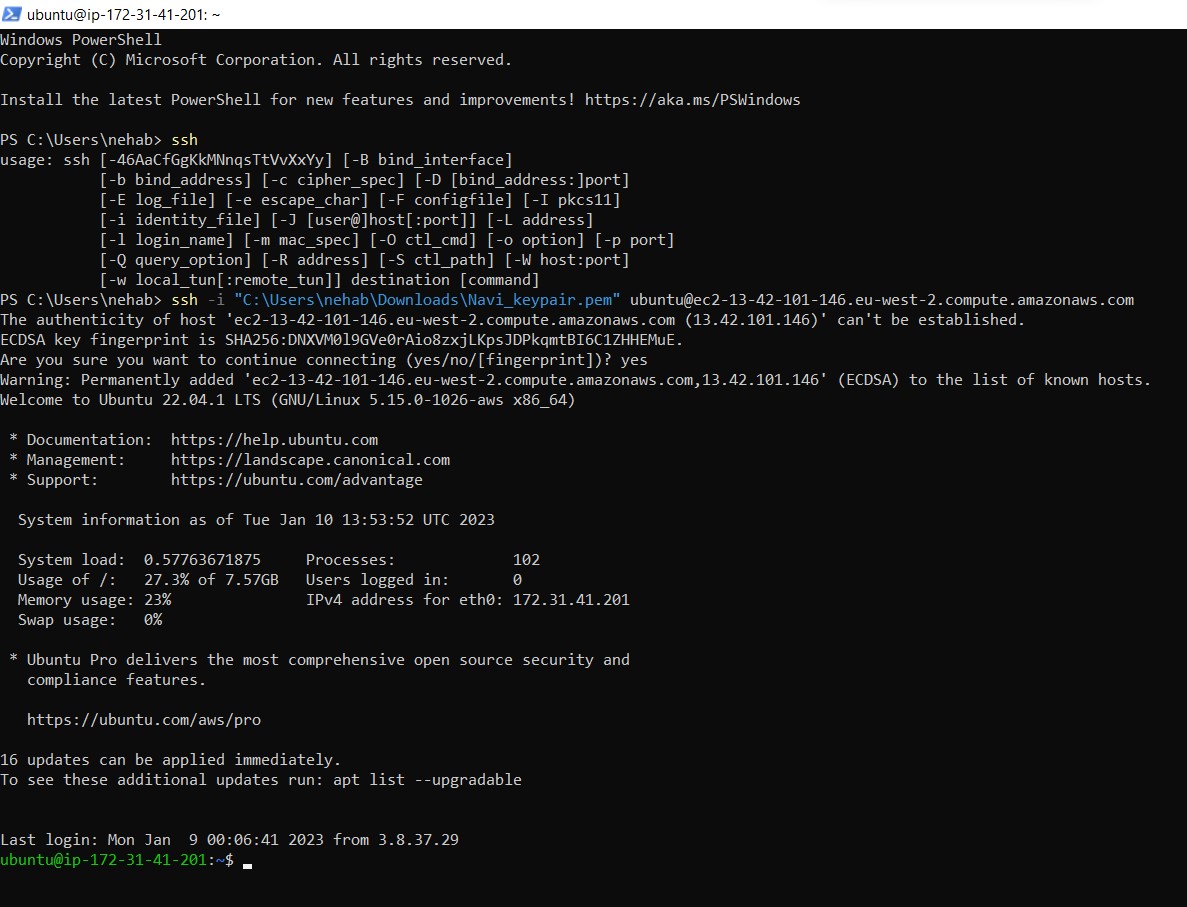 ubuntu@ip-172-31-41-201: ~
Windows PowerShell
Copyright (C) Microsoft Corporation. All rights reserved.
Install the latest PowerShell for new features and improvements! https://aka.ms/PSWindows
PS C:\Users\nehab> ssh
usage: ssh [-46AaCfGgKkMNnqsTtVvXxYy] [-B bind_interface]
           [-b bind_address] [-c cipher_spec] [-D [bind_address:]port]
           [-E log_file] [-e escape_char] [-F configfile] [-I pkcs11]
           [-i identity_file] [-J [user@]host[:port]] [-L address]
           [-l login_name] [-m mac_spec] [-O ctl_cmd] [-o option] [-p port]
           [-Q query_option] [-R address] [-S ctl_path] [-W host:port]
           [-w local_tun[:remote_tun]] destination [command]
PS C:\Users\nehab> ssh -i "C:\Users\nehab\Downloads\Navi_keypair.pem" ubuntu@ec2-13-42-101-146.eu-west-2.compute.amazonaws.com
The authenticity of host 'ec2-13-42-101-146.eu-west-2.compute.amazonaws.com (13.42.101.146)' can't be established.
ECDSA key fingerprint is SHA256:DNXVM0l9GVe0rAio8zxjLKpsJDPkqmtBI6C1ZHHEMuE.
Are you sure you want to continue connecting (yes/no/[fingerprint])? yes
Warning: Permanently added 'ec2-13-42-101-146.eu-west-2.compute.amazonaws.com,13.42.101.146' (ECDSA) to the list of known hosts.
Welcome to Ubuntu 22.04.1 LTS (GNU/Linux 5.15.0-1026-aws x86_64)
 * Documentation:  https://help.ubuntu.com
 * Management:     https://landscape.canonical.com
 * Support:        https://ubuntu.com/advantage
  System information as of Tue Jan 10 13:53:52 UTC 2023
  System load:  0.57763671875     Processes:             102
  Usage of /:   27.3% of 7.57GB   Users logged in:       0
  Memory usage: 23%               IPv4 address for eth0: 172.31.41.201
  Swap usage:   0%
 * Ubuntu Pro delivers the most comprehensive open source security and
   compliance features.
   https://ubuntu.com/aws/pro
16 updates can be applied immediately.
To see these additional updates run: apt list --upgradable
Last login: Mon Jan  9 00:06:41 2023 from 3.8.37.29
ubuntu@ip-172-31-41-201:~$